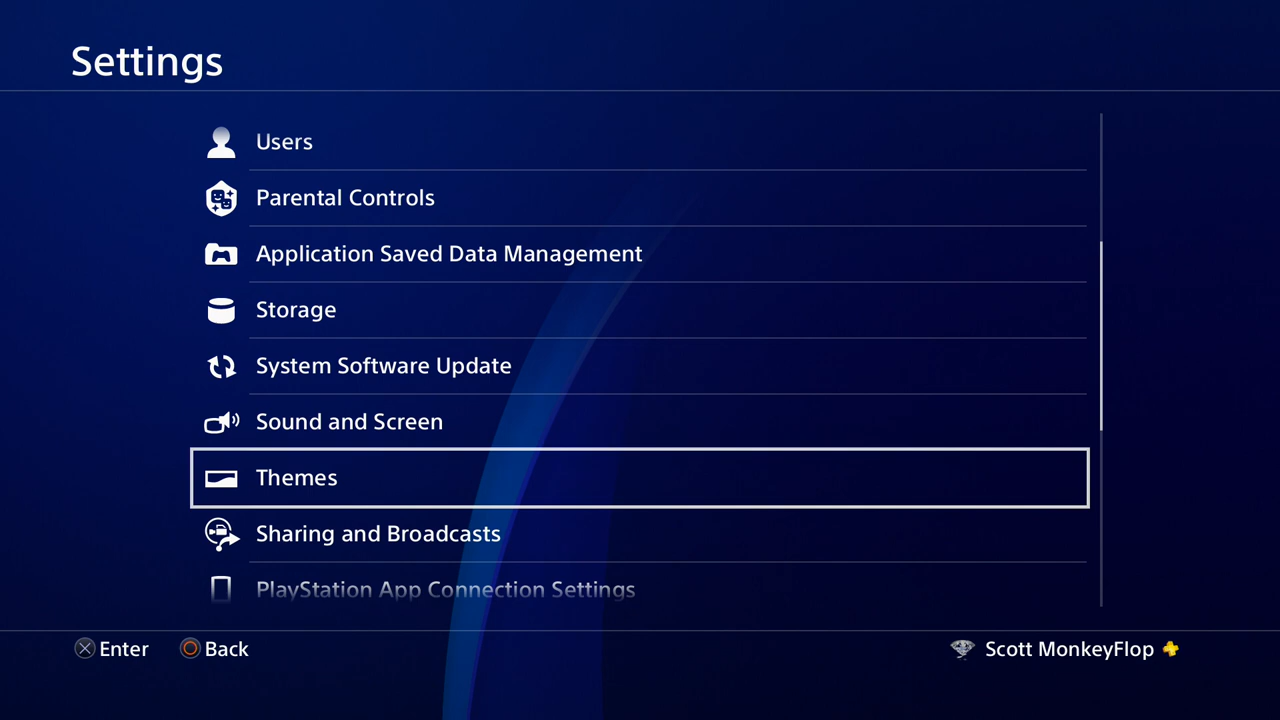 Settings
Users
Parental Controls
Application Saved Data Management
Storage
System Software Update
Sound and Screen
Themes
Sharing and Broadcasts
PlayStation App Connection Settings
Enter
Back
Scott MonkeyFlop